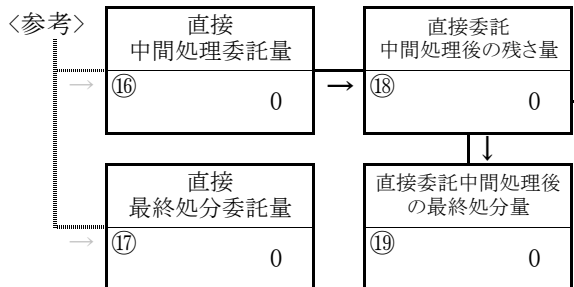 〈参考〉
直接
中間処理委託量
⑯
0
→
→
直接委託
中間処理後の残さ量
⑱
0
↓
直接
最終処分委託量
→
⑰
0
直接委託中間処理後
の最終処分量
⑲
0